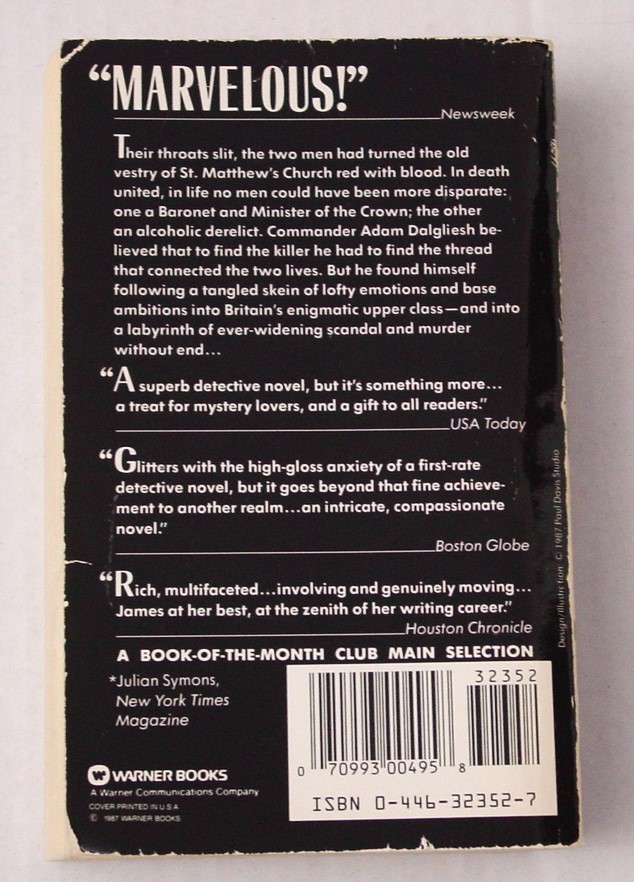 “MARVELOUS!”
Newsweek
Their throats slit, the two men had turned the old
vestry of St. Matthew's Church red with blood. In death
united, in life no men could have been more disparate:
one a Baronet and Minister of the Crown; the other
an alcoholic derelict. Commander Adam Dalgliesh be-
lieved that to find the killer he had to find the thread
that connected the two lives. But he found himself
following a tangled skein of lofty emotions and base
ambitions into Britain's enigmatic upper class—and into
a labyrinth of ever-widening scandal and murder
without end...
“A superb detective novel, but it's something more...
a treat for mystery lovers, and a gift to all readers.”
USA Today
“Glitters with the high-gloss anxiety of a first-rate
detective novel, but it goes beyond that fine achieve-
ment to another realm...an intricate, compassionate
novel.”
Boston Globe
“Rich, multifaceted...involving and genuinely moving...
James at her best, at the zenith of her writing career.”
Houston Chronicle
A BOOK-OF-THE-MONTH CLUB MAIN SELECTION
*Julian Symons,
New York Times
Magazine
WARNER BOOKS
A Warner Communications Company
COVER PRINTED IN U.S.A
© 1987 WARNER BOOKS
32352
0 70993 00495 8
ISBN 0-446-32352-7
Design/Illustration: © 1987 Paul Davis Studio